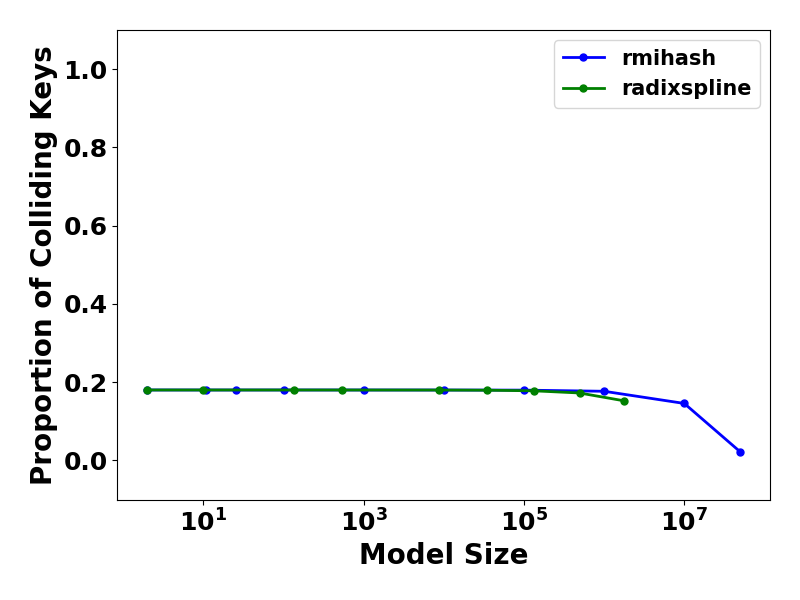 rmihash
radixspline
Proportion of Colliding Keys
1.0
0.8
0.6
0.4
0.2
0.0
10¹ 10³ 10⁵ 10⁷
Model Size